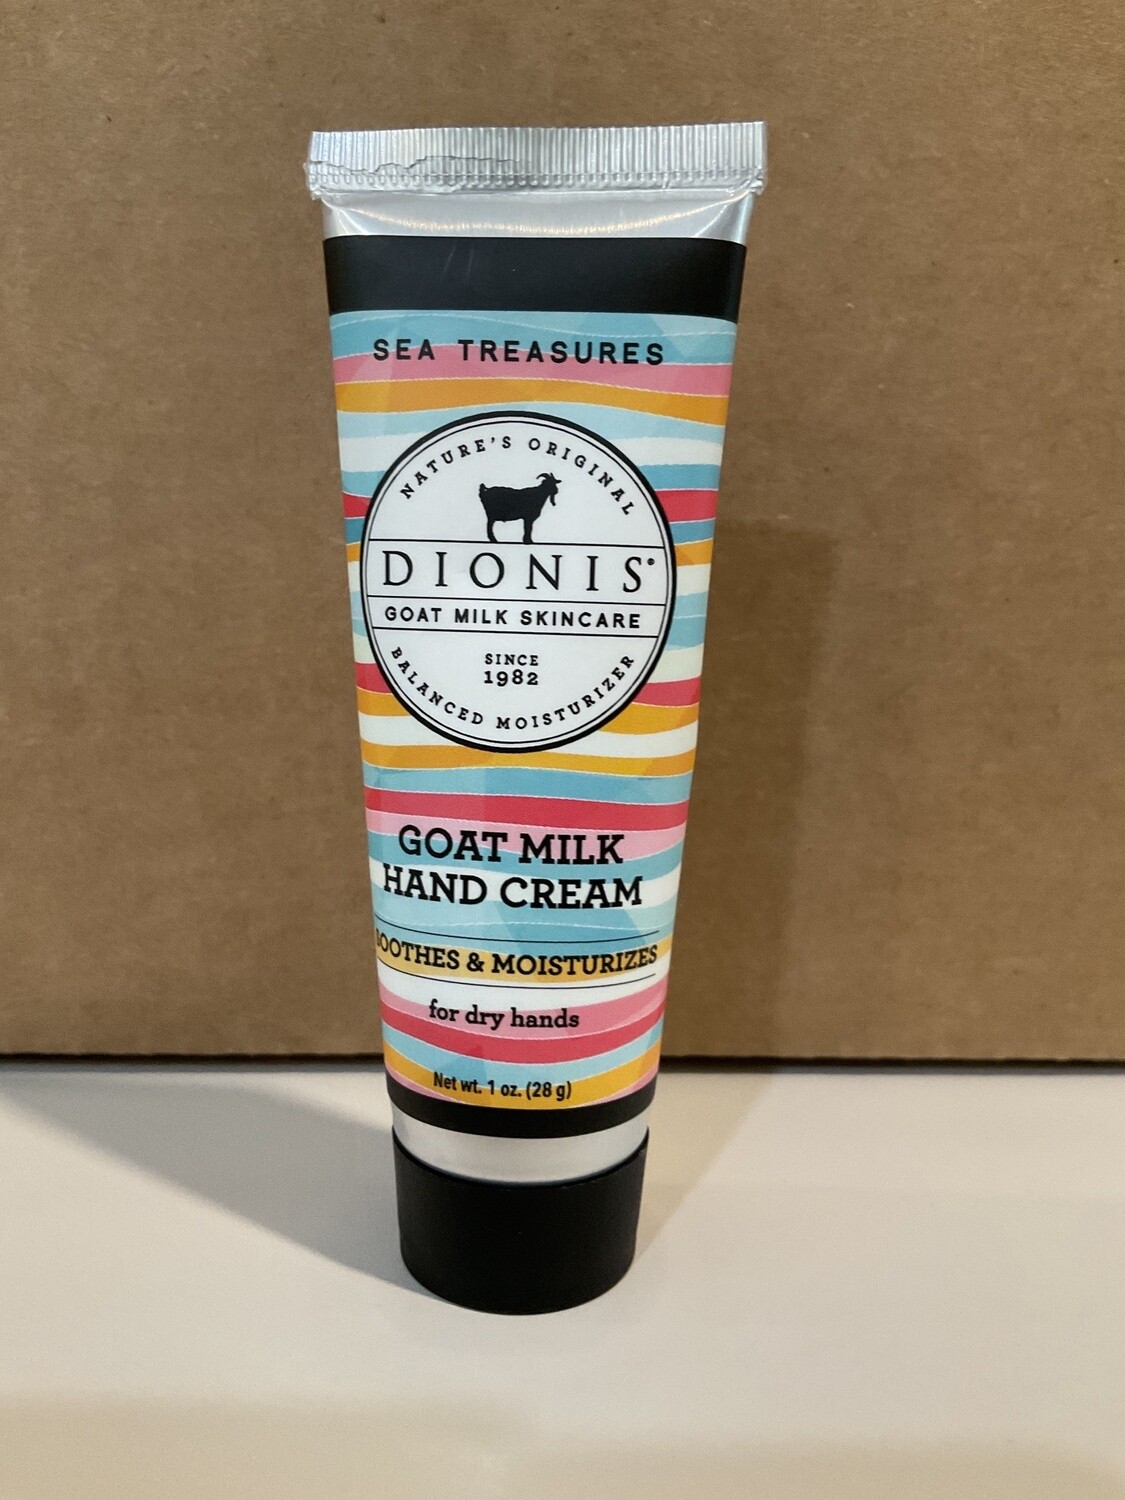 SEA TREASURES
NATURE'S ORIGINAL
DIONIS®
GOAT MILK SKINCARE
SINCE
1982
BALANCED MOISTURIZER
GOAT MILK
HAND CREAM
SOOTHES & MOISTURIZES
for dry hands
Net wt. 1 oz. (28 g)